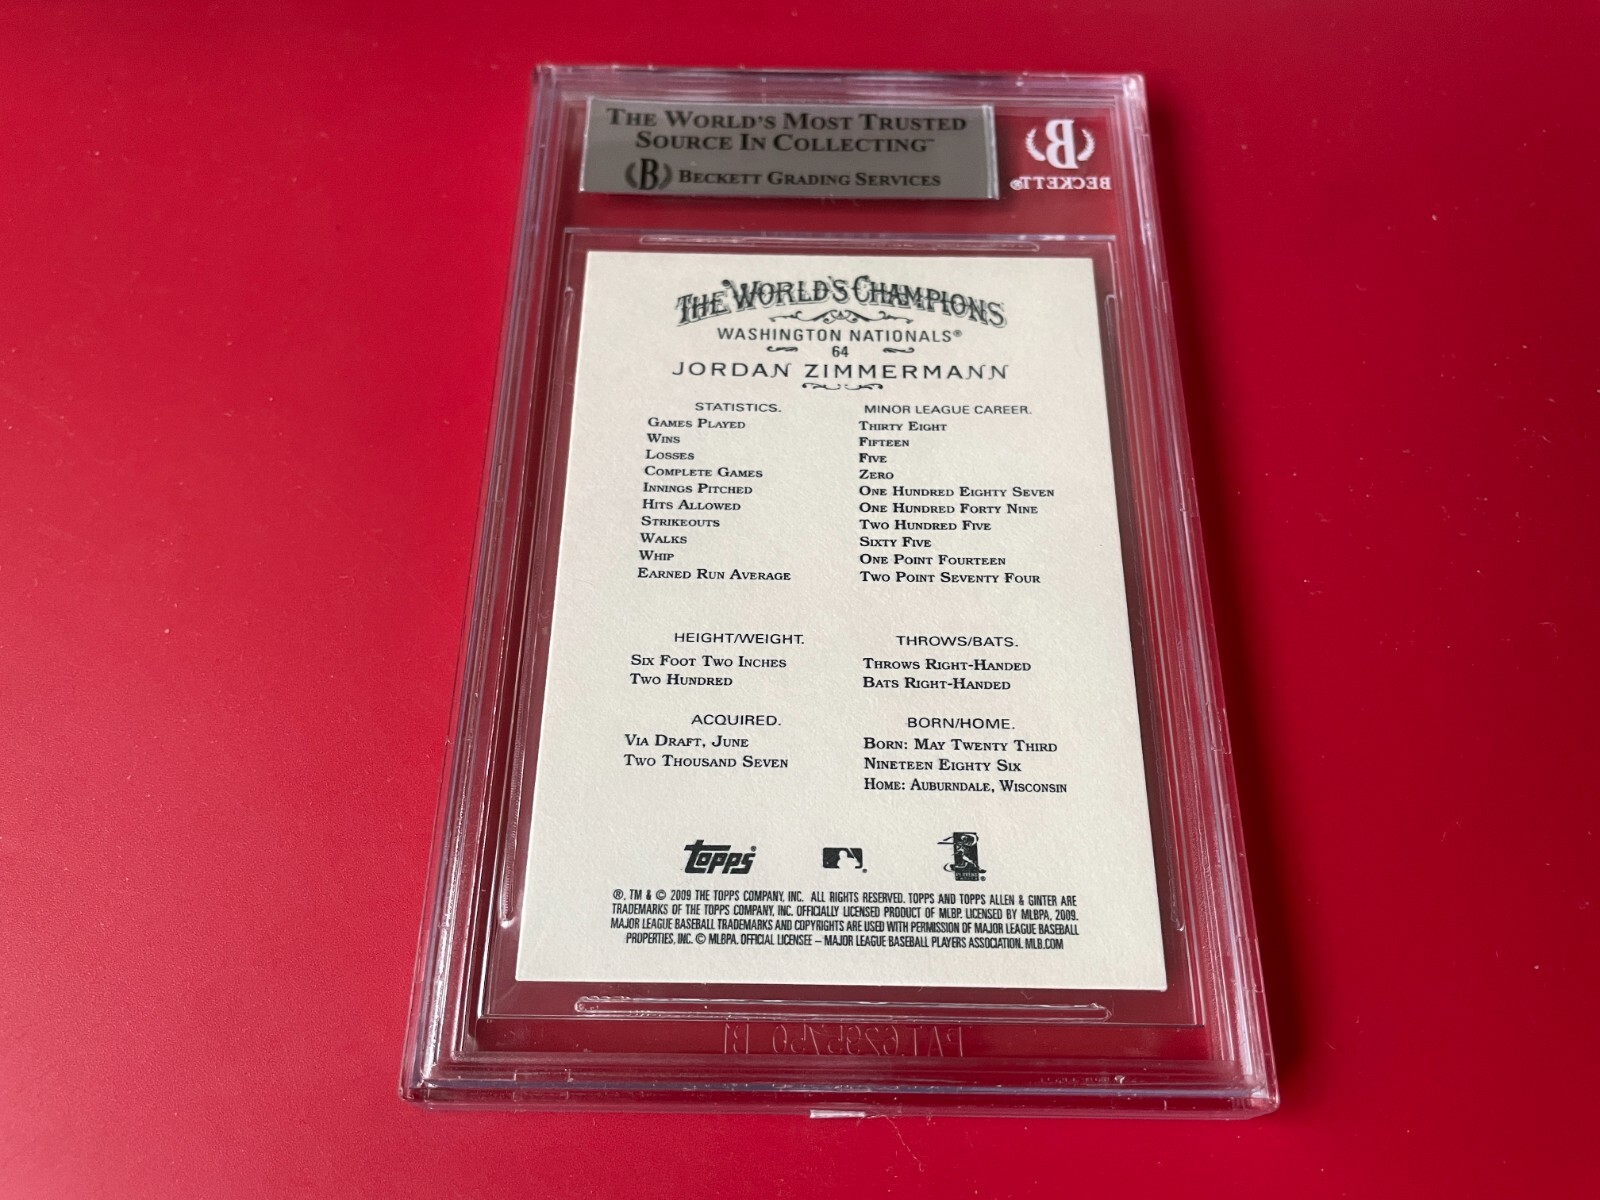 THE WORLD'S MOST TRUSTED
SOURCE IN COLLECTING™
B BECKETT GRADING SERVICES
B
BECKETT®
THE WORLD'S CHAMPIONS
WASHINGTON NATIONALS®
64
JORDAN ZIMMERMANN
STATISTICS. MINOR LEAGUE CAREER.
GAMES PLAYED THIRTY EIGHT
WINS FIFTEEN
LOSSES FIVE
COMPLETE GAMES ZERO
INNINGS PITCHED ONE HUNDRED EIGHTY SEVEN
HITS ALLOWED ONE HUNDRED FORTY NINE
STRIKEOUTS TWO HUNDRED FIVE
WALKS SIXTY FIVE
WHIP ONE POINT FOURTEEN
EARNED RUN AVERAGE TWO POINT SEVENTY FOUR
HEIGHT/WEIGHT.
SIX FOOT TWO INCHES
TWO HUNDRED
THROWS/BATS.
THROWS RIGHT-HANDED
BATS RIGHT-HANDED
ACQUIRED.
VIA DRAFT, JUNE
TWO THOUSAND SEVEN
BORN/HOME.
BORN: MAY TWENTY THIRD
NINETEEN EIGHTY SIX
HOME: AUBURNDALE, WISCONSIN
Topps®
®, TM & © 2009 THE TOPPS COMPANY, INC. ALL RIGHTS RESERVED. TOPPS AND TOPPS ALLEN & GINTER ARE
TRADEMARKS OF THE TOPPS COMPANY, INC. OFFICIALLY LICENSED PRODUCT OF MLBP. LICENSED BY MLBPA, 2009.
MAJOR LEAGUE BASEBALL TRADEMARKS AND COPYRIGHTS ARE USED WITH PERMISSION OF MAJOR LEAGUE BASEBALL
PROPERTIES, INC. © MLBPA. OFFICIAL LICENSEE – MAJOR LEAGUE BASEBALL PLAYERS ASSOCIATION. MLB.COM
PAT.6295750 B1